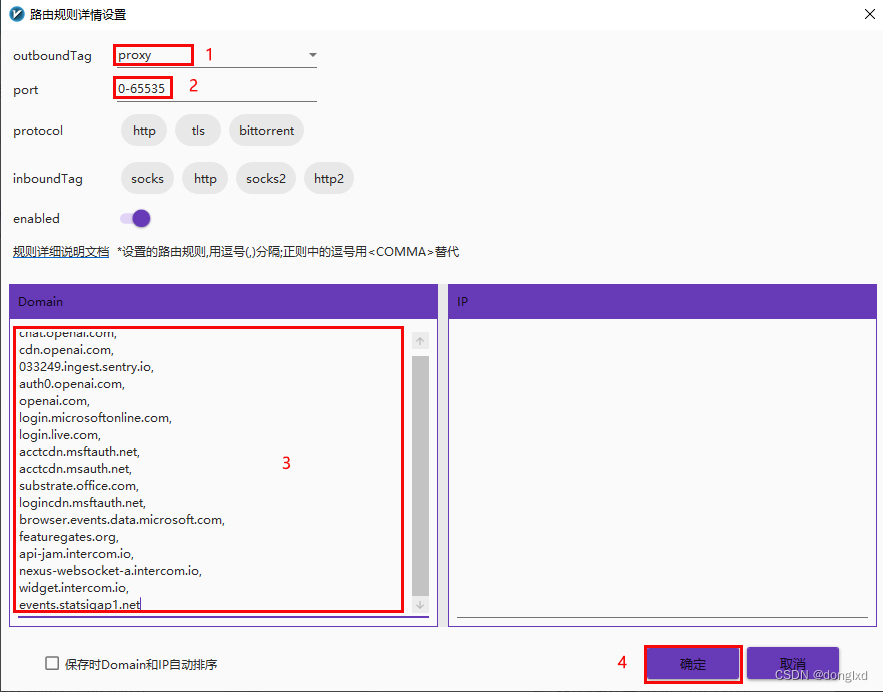 路由规则详情设置
outboundTag proxy 1
port 0-65535 2
protocol http tls bittorrent
inboundTag socks http socks2 http2
enabled
规则详细说明文档 *设置的路由规则,用逗号(,)分隔;正则中的逗号用<COMMA>替代
Domain
IP
chat.openai.com,
cdn.openai.com,
033249.ingest.sentry.io,
auth0.openai.com,
openai.com,
login.microsoftonline.com,
login.live.com,
acctcdn.msftauth.net,
acctcdn.msauth.net,
substrate.office.com,
logincdn.msftauth.net,
browser.events.data.microsoft.com,
featuregates.org,
api-jam.intercom.io,
nexus-websocket-a.intercom.io,
widget.intercom.io,
events.statsigap1.net
3
保存时Domain和IP自动排序
4 确定 取消
CSDN @donglxd